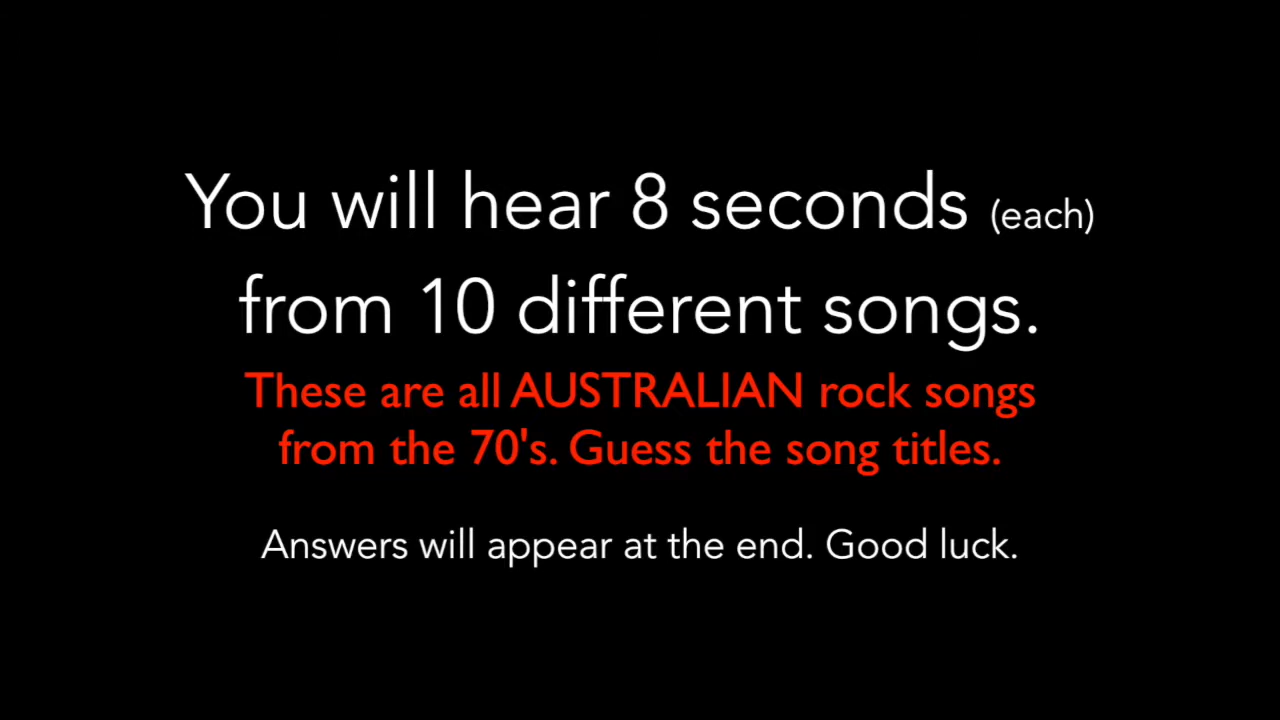 You will hear 8 seconds (each)
from 10 different songs.
These are all AUSTRALIAN rock songs
from the 70's. Guess the song titles.
Answers will appear at the end. Good luck.